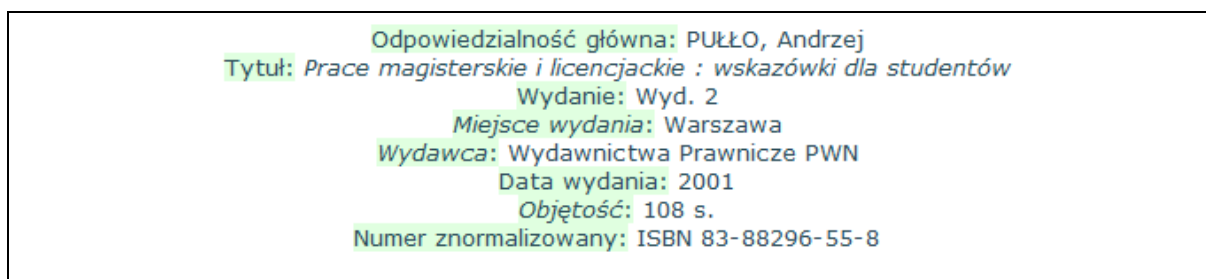 Odpowiedzialność główna: PUŁŁO, Andrzej
Tytuł: Prace magisterskie i licencjackie : wskazówki dla studentów
Wydanie: Wyd. 2
Miejsce wydania: Warszawa
Wydawca: Wydawnictwa Prawnicze PWN
Data wydania: 2001
Objętość: 108 s.
Numer znormalizowany: ISBN 83-88296-55-8